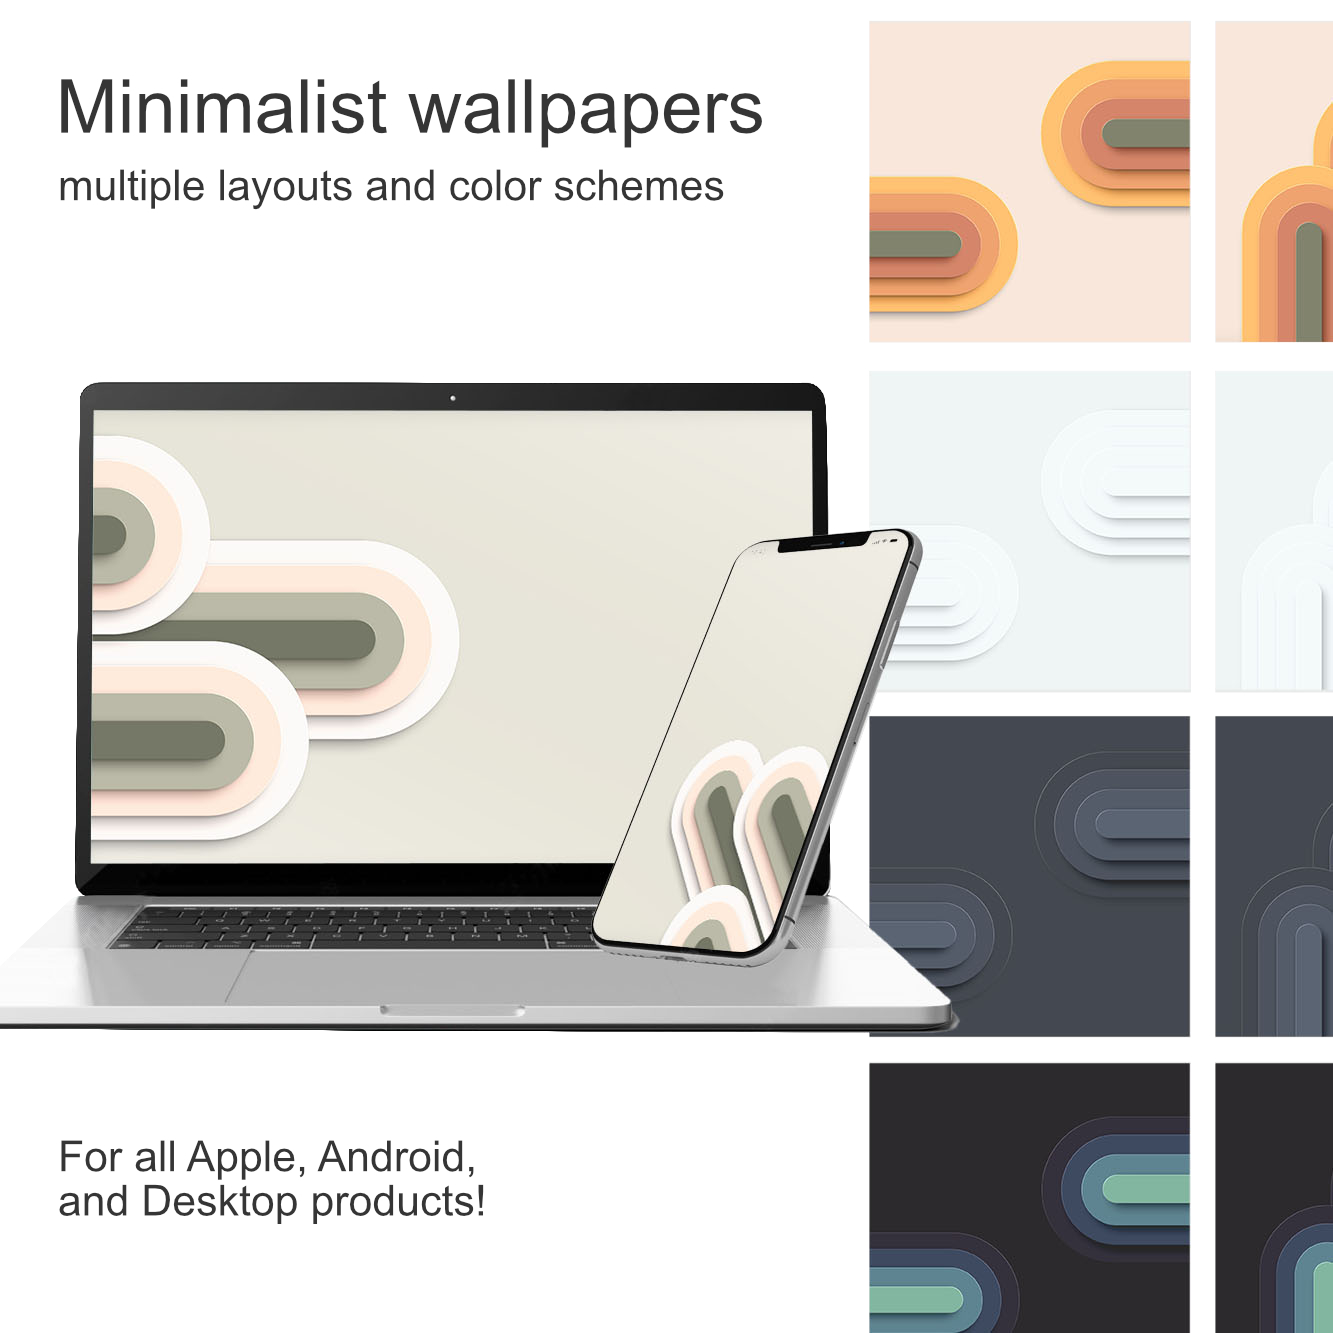 Minimalist wallpapers
multiple layouts and color schemes
For all Apple, Android,
and Desktop products!